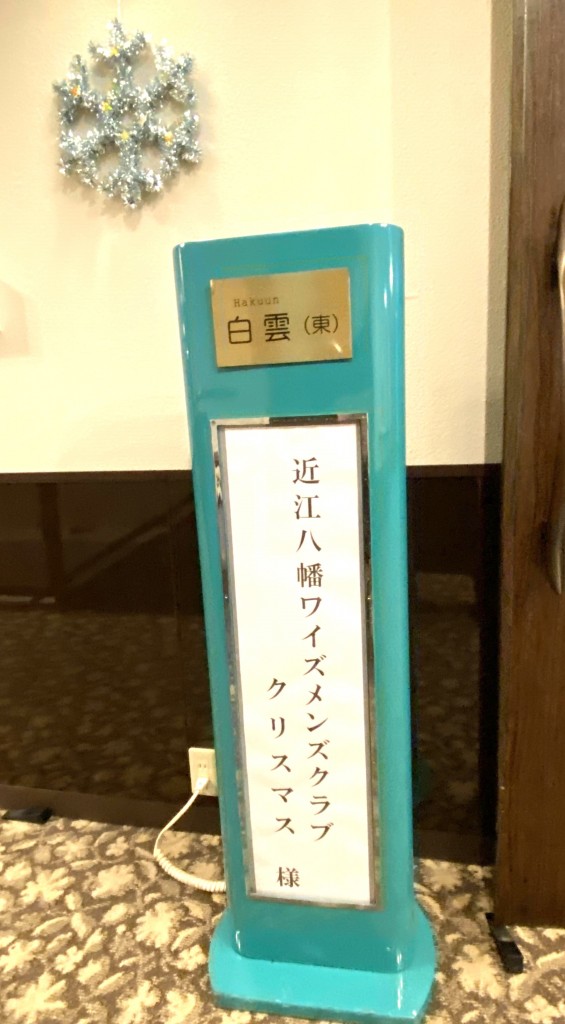 Hakuun
白雲（東）
近江八幡ワイズメンズクラブ
クリスマス 様